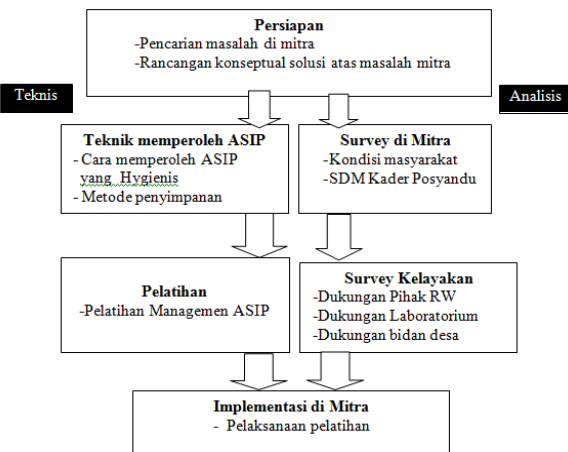 Persiapan
-Pencarian masalah di mitra
-Rancangan konseptual solusi atas masalah mitra
Teknis
Analisis
Teknik memperoleh ASIP
- Cara memperoleh ASIP
yang Hygienis
- Metode penyimpanan
Survey di Mitra
-Kondisi masyarakat
-SDM Kader Posyandu
Pelatihan
-Pelatihan Managemen ASIP
Survey Kelayakan
-Dukungan Pihak RW
-Dukungan Laboratorium
-Dukungan bidan desa
Implementasi di Mitra
- Pelaksanaan pelatihan